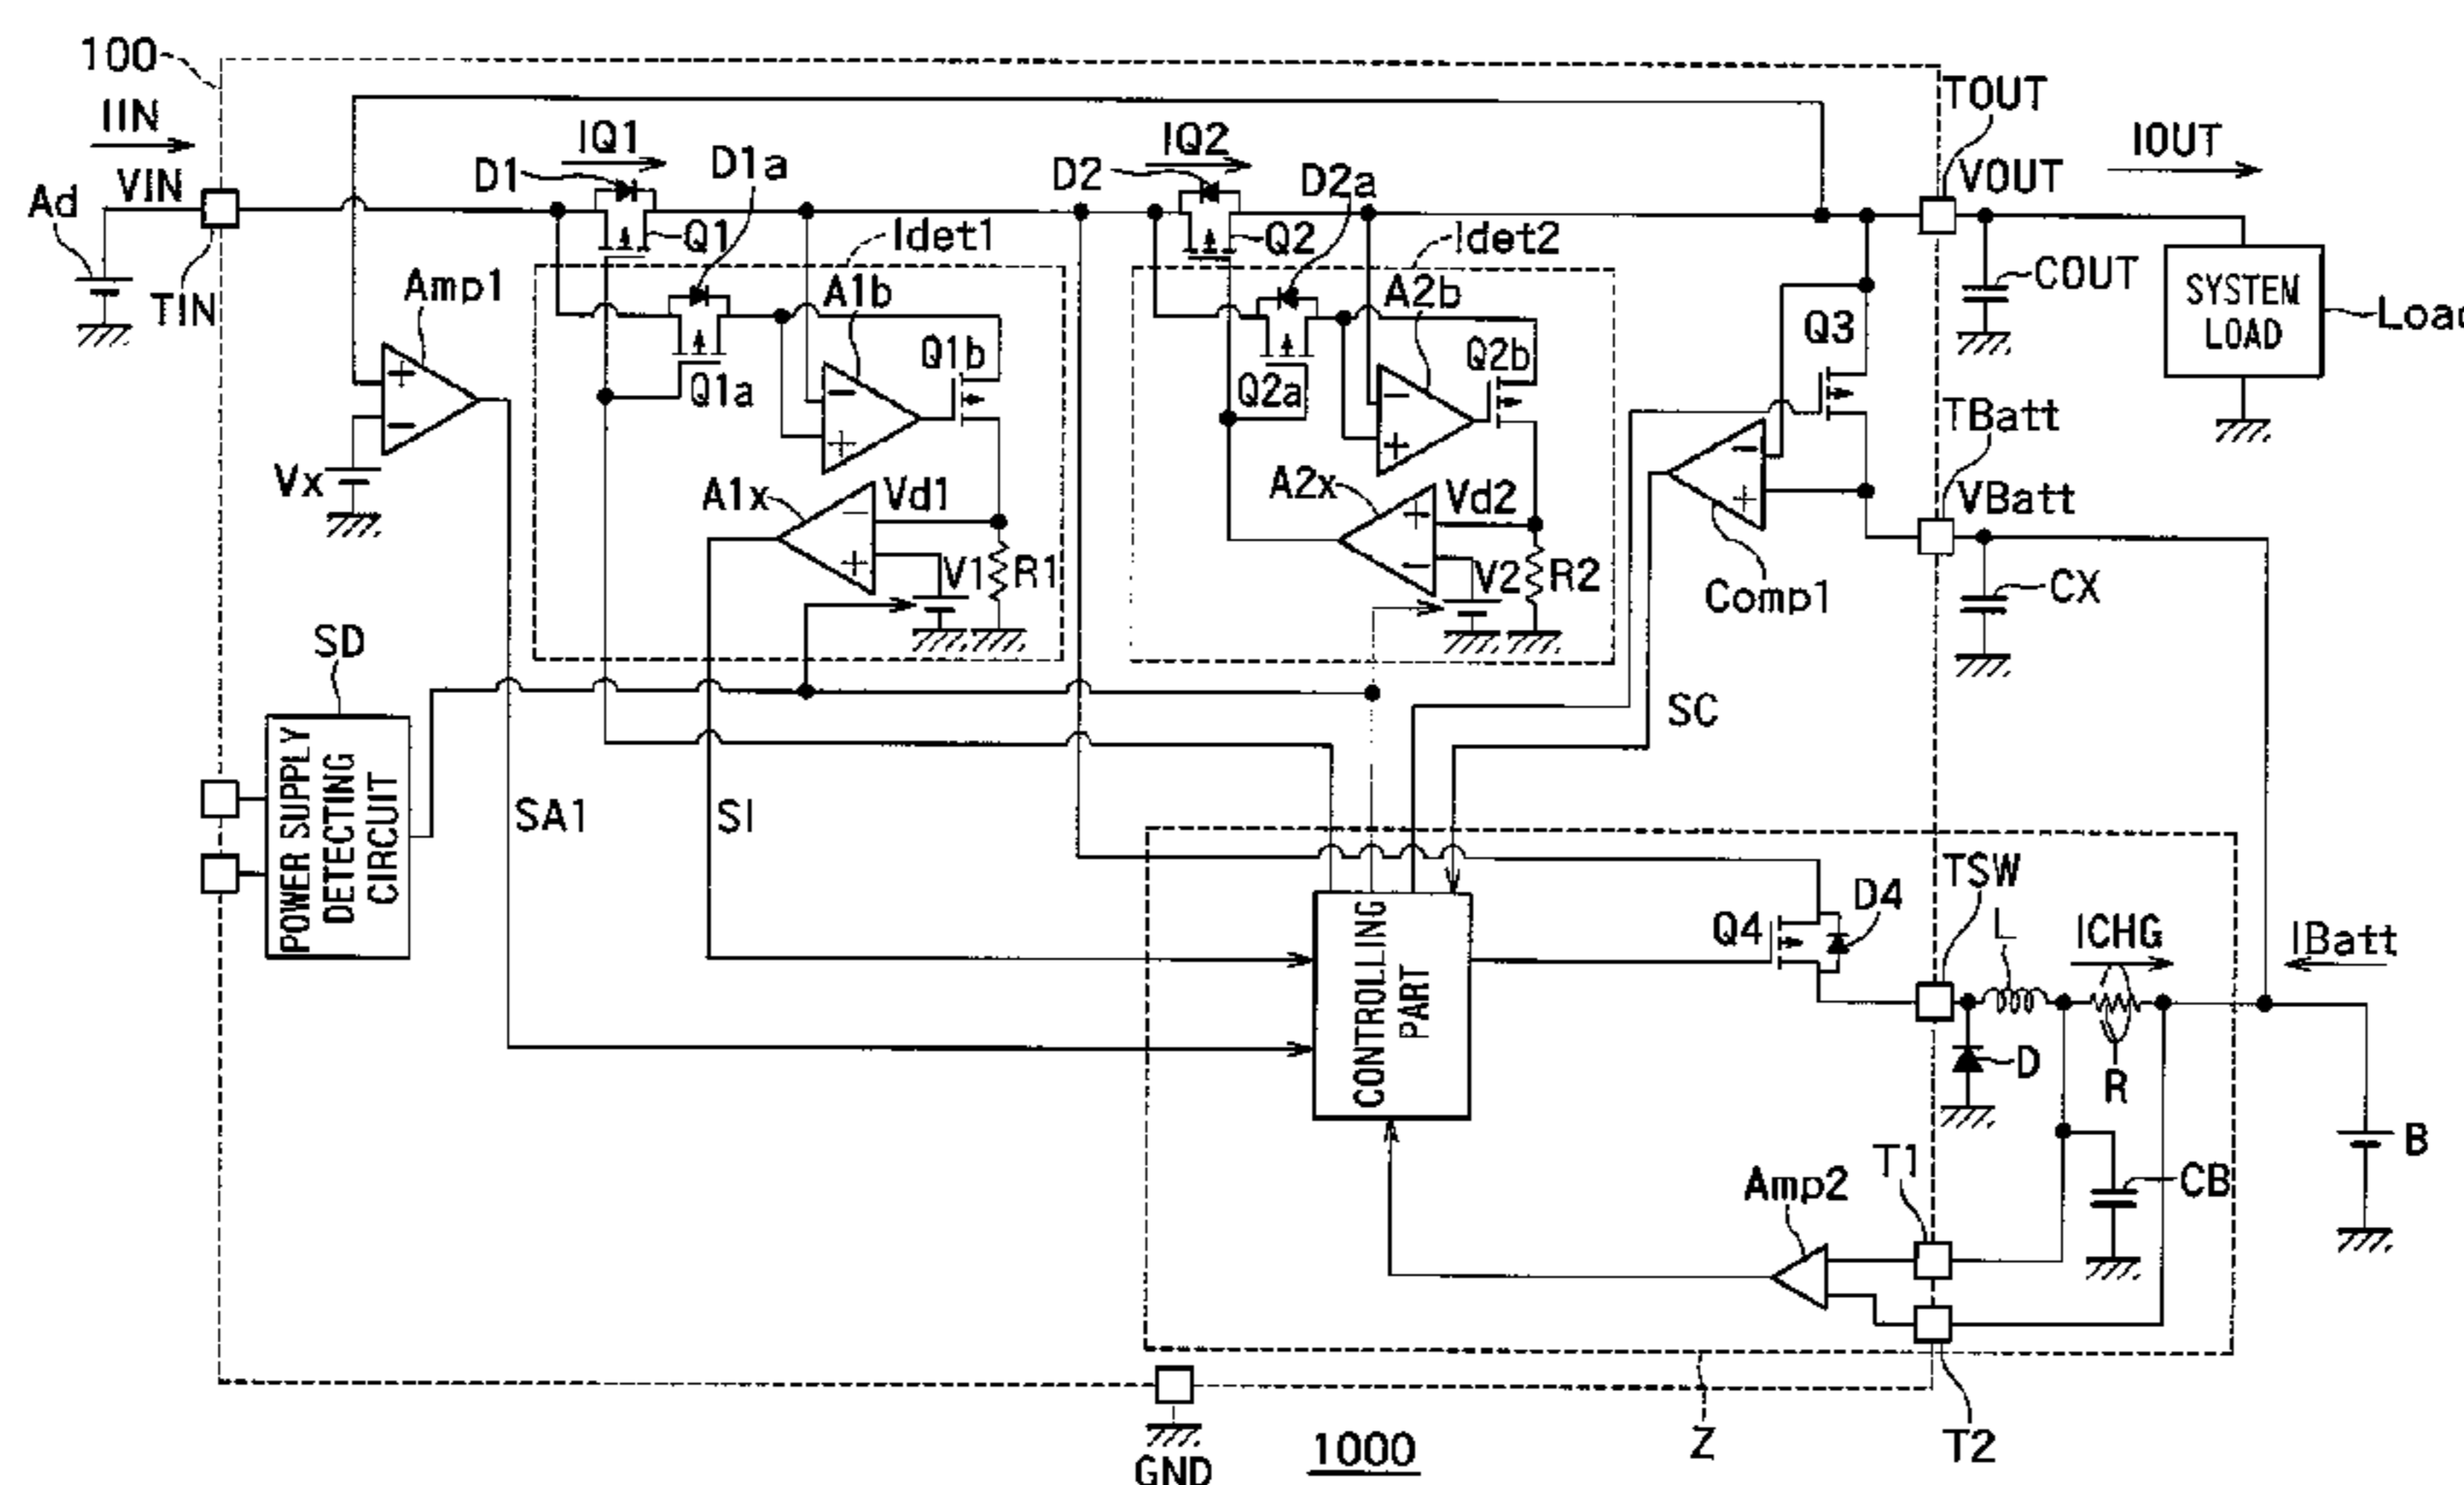 100
IIN
VIN
Ad
TIN
D1
IQ1
D1a
D2
IQ2
D2a
TOUT
VOUT
IOUT
Q1
Idet1
Q2
Idet2
COUT
SYSTEM
LOAD
Amp1
A1b
A2b
Q3
Q1b
Q2b
Q1a
Q2a
TBatt
Vx
A1x
Vd1
A2x
Vd2
VBatt
V1
R1
V2
R2
Comp1
CX
SD
SC
POWER SUPPLY
DETECTING
CIRCUIT
SA1
SI
TSW
L
D4
Q4
ICHG
IBatt
CONTROLLING
PART
D
R
B
T1
Amp2
CB
Z
T2
GND
1000